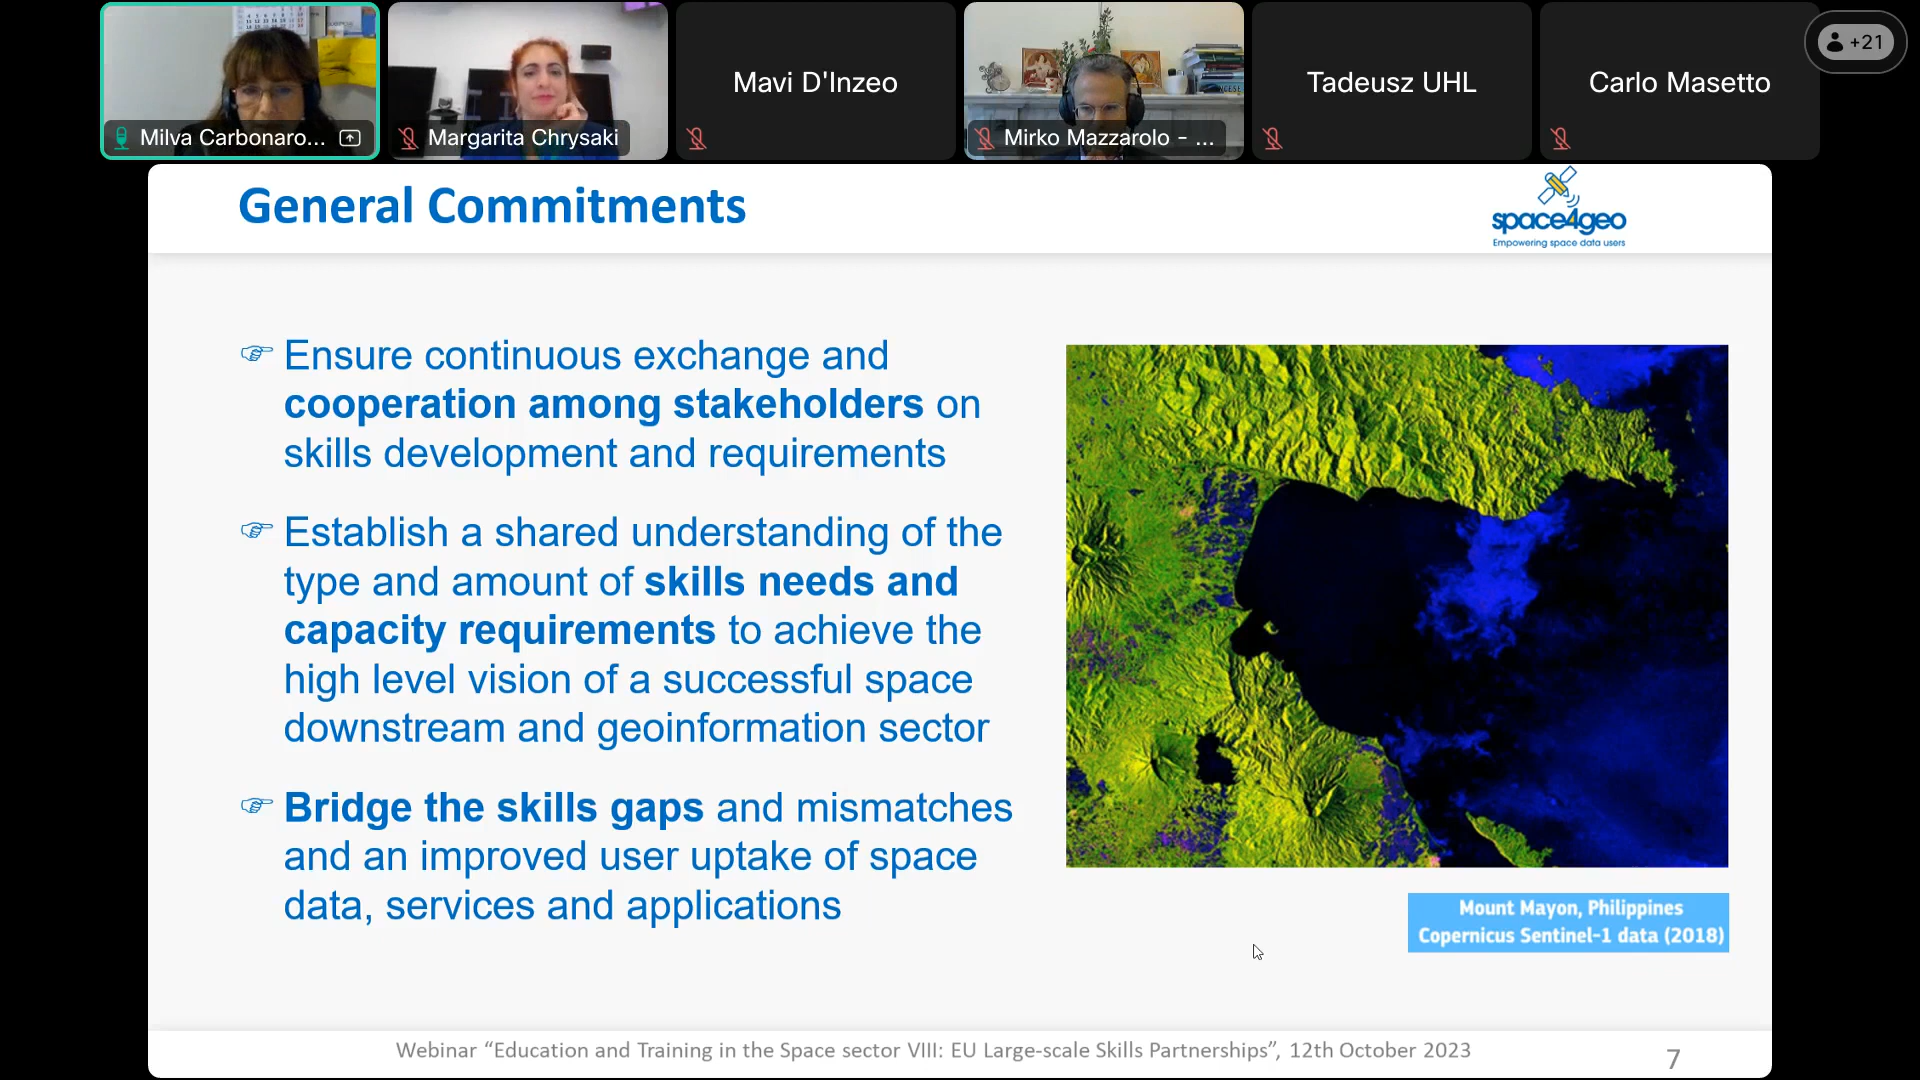 Milva Carbonaro...
Margarita Chrysaki
Mavi D'Inzeo
Mirko Mazzarolo - ...
Tadeusz UHL
Carlo Masetto
+21
General Commitments
space4geo
Empowering space data users
Ensure continuous exchange and
cooperation among stakeholders on
skills development and requirements
Establish a shared understanding of the
type and amount of skills needs and
capacity requirements to achieve the
high level vision of a successful space
downstream and geoinformation sector
Bridge the skills gaps and mismatches
and an improved user uptake of space
data, services and applications
Mount Mayon, Philippines
Copernicus Sentinel-1 data (2018)
Webinar “Education and Training in the Space sector VIII: EU Large-scale Skills Partnerships”, 12th October 2023
7